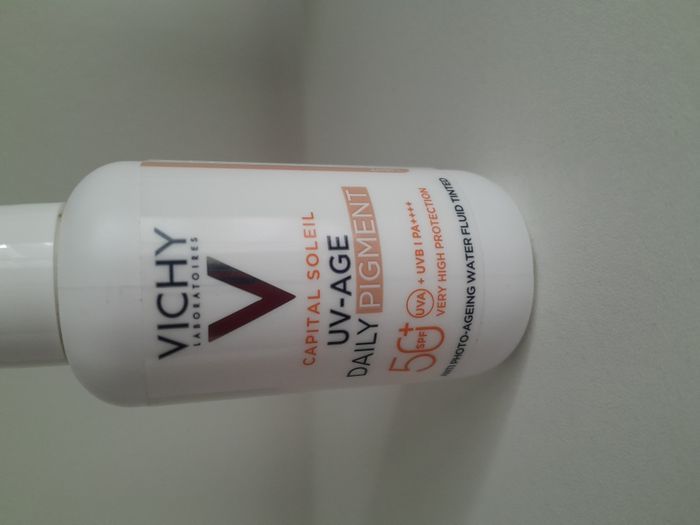 VICHY
LABORATOIRES
CAPITAL SOLEIL
UV-AGE
DAILY PIGMENT
50+
SPF
UVA + UVB I PA++++
VERY HIGH PROTECTION
ANTI PHOTO-AGEING WATER FLUID TINTED